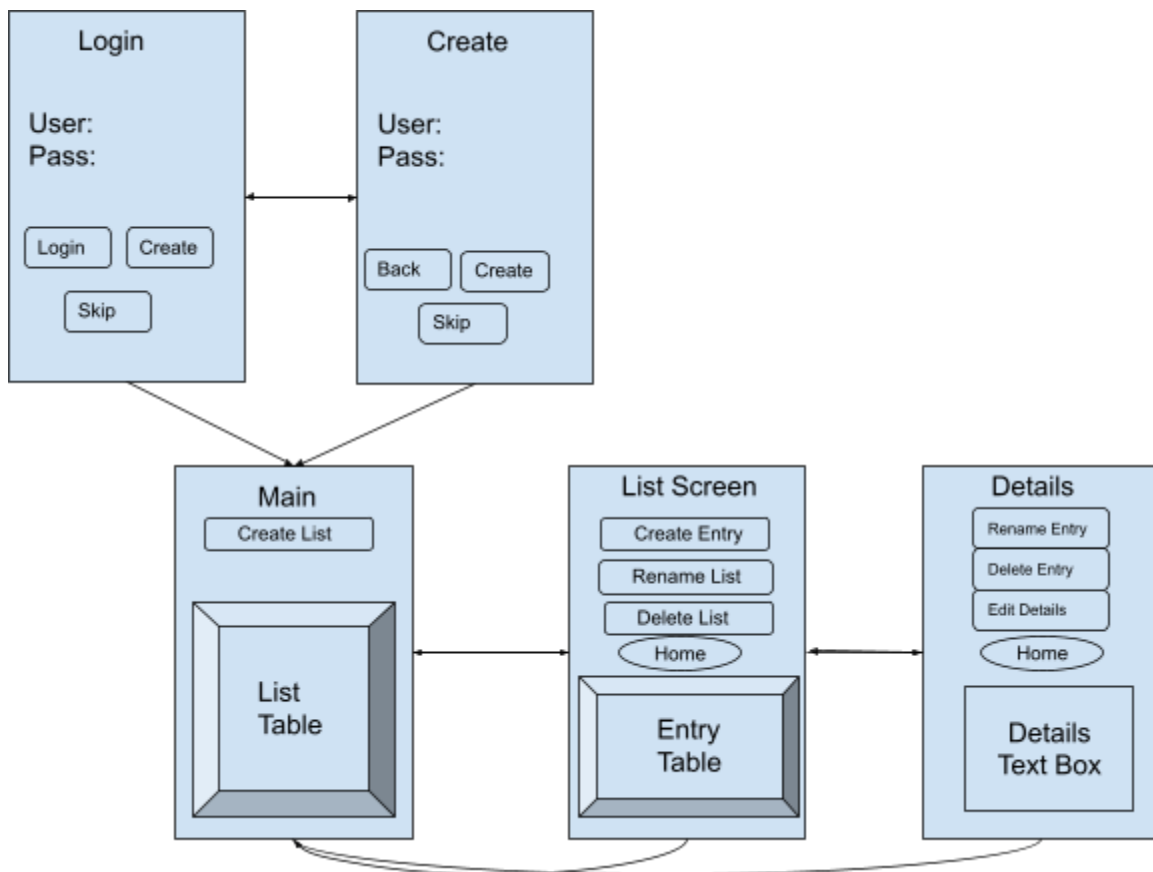 Login
User:
Pass:
Login
Create
Skip
Create
User:
Pass:
Back
Create
Skip
Main
Create List
List
Table
List Screen
Create Entry
Rename List
Delete List
Home
Entry
Table
Details
Rename Entry
Delete Entry
Edit Details
Home
Details
Text Box